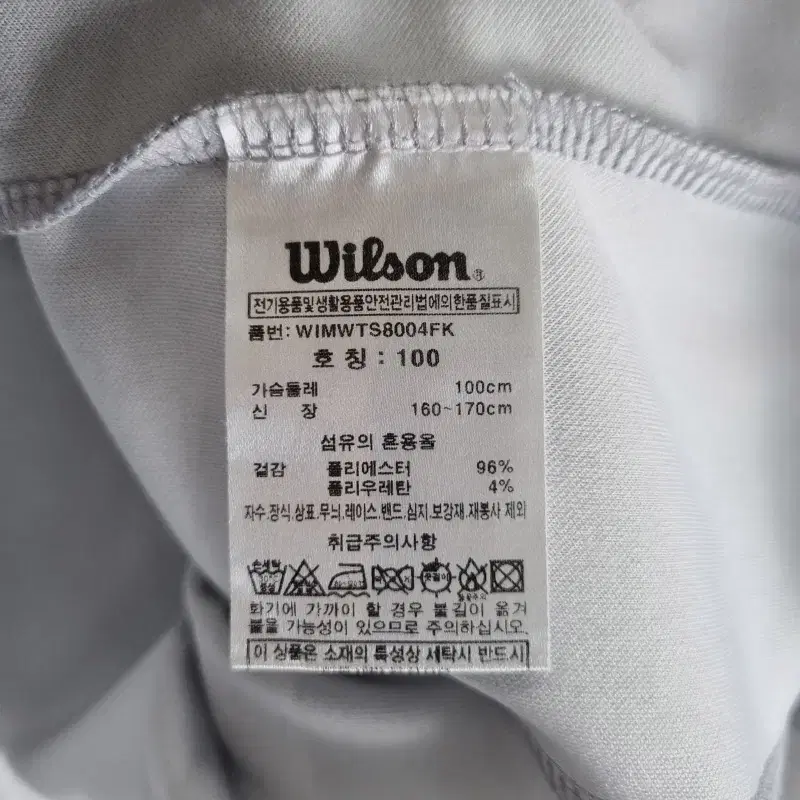 Wilson®
전기용품및생활용품안전관리법에의한품질표시
품번: WIMWTS8004FK
호 칭 : 100
가슴둘레 100cm
신 장 160~170cm
섬유의 혼용율
겉감 폴리에스터 96%
폴리우레탄 4%
자수.장식.상표.무늬.레이스.밴드.심지.보강재.재봉사 제외
취급주의사항
화기에 가까이 할 경우 불길이 옮겨
붙을 가능성이 있으므로 주의하십시오.
이 상품은 소재의 특성상 세탁시 반드시